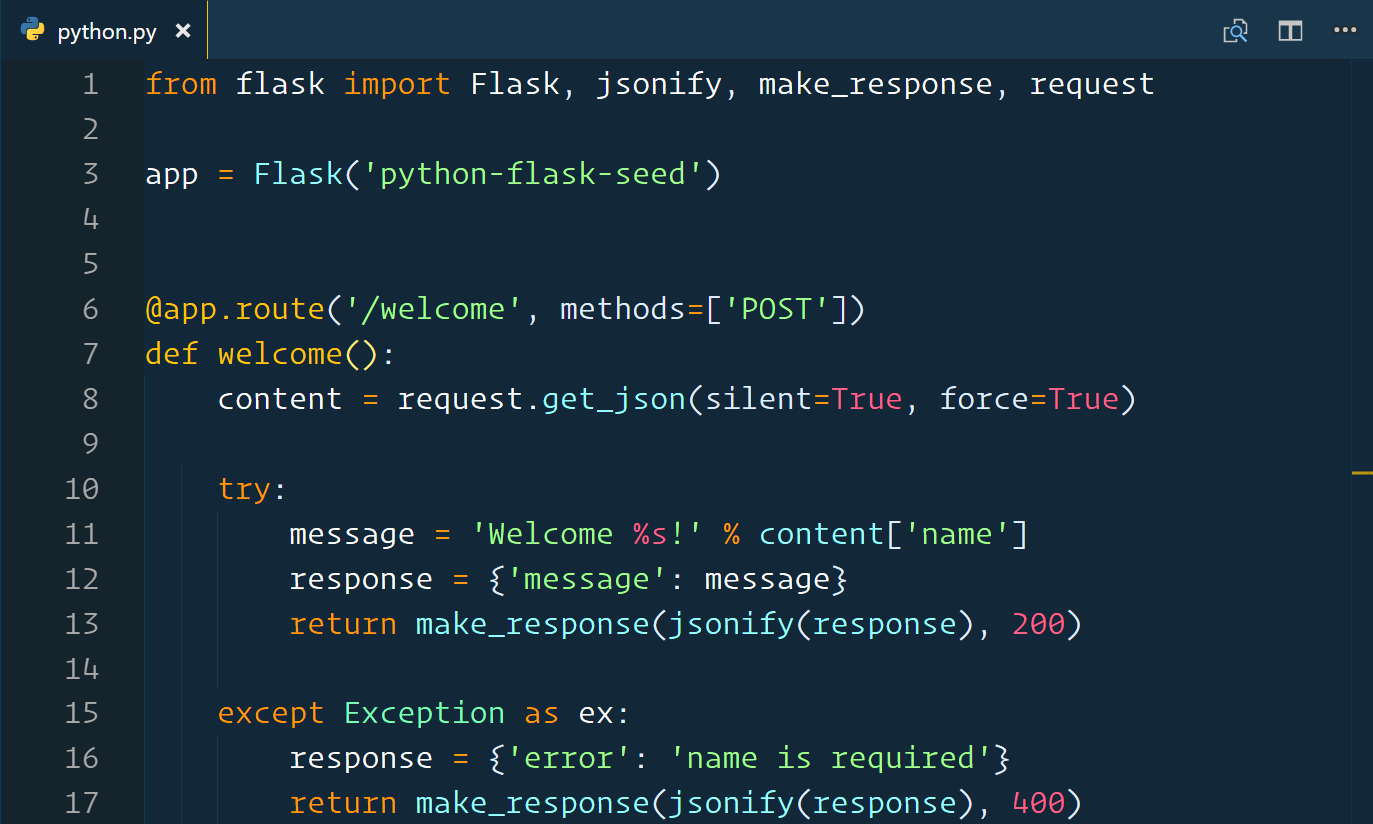 python.py ×
1 from flask import Flask, jsonify, make_response, request
2
3 app = Flask('python-flask-seed')
4
5
6 @app.route('/welcome', methods=['POST'])
7 def welcome():
8     content = request.get_json(silent=True, force=True)
9
10     try:
11         message = 'Welcome %s!' % content['name']
12         response = {'message': message}
13         return make_response(jsonify(response), 200)
14
15     except Exception as ex:
16         response = {'error': 'name is required'}
17         return make_response(jsonify(response), 400)